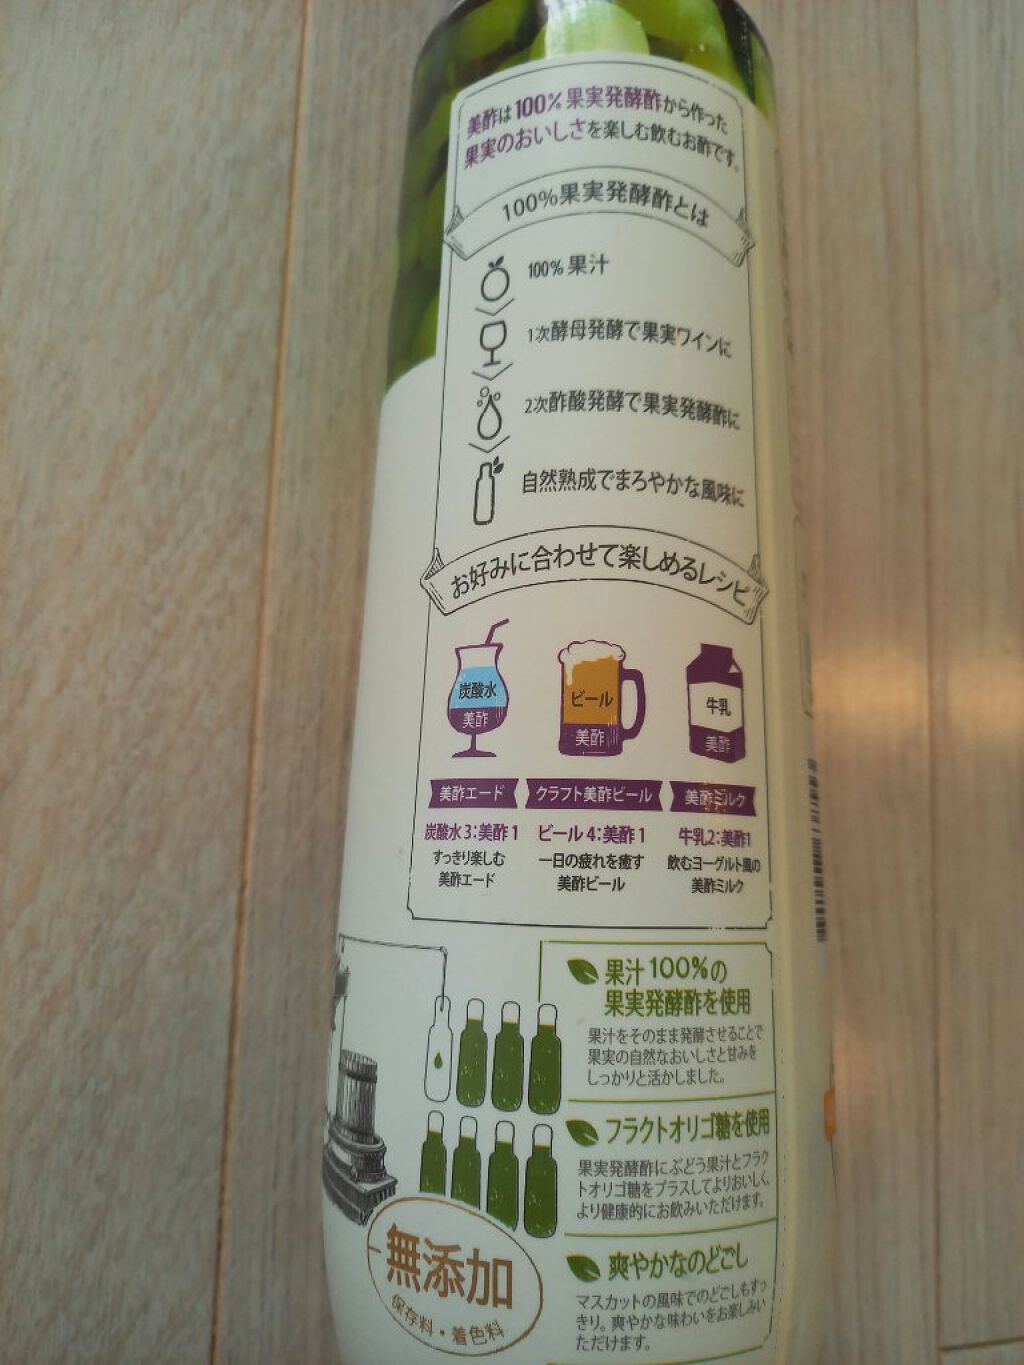 美酢は100%果実発酵酢から作った
果実のおいしさを楽しむ飲むお酢です。
100%果実発酵酢とは
100% 果汁
1次酵母発酵で果実ワインに
2次酢酸発酵で果実発酵酢に
自然熟成でまろやかな風味に
お好みに合わせて楽しめるレシピ
炭酸水
美酢
ビール
美酢
牛乳
美酢
美酢エード
クラフト美酢ビール
美酢ミルク
炭酸水 3:美酢 1
ビール 4:美酢 1
牛乳2:美酢1
すっきり楽しむ
美酢エード
一日の疲れを癒す
美酢ビール
飲むヨーグルト風の
美酢ミルク
果汁 100%の
果実発酵酢を使用
果汁をそのまま発酵させることで
果実の自然なおいしさと甘みを
しっかりと活かしました。
フラクトオリゴ糖を使用
果実発酵酢にぶどう果汁とフラク
トオリゴ糖をプラスしてよりおいしく、
より健康的にお飲みいただけます。
爽やかなのどごし
マスカットの風味でのどごしもすっ
きり。爽やかな味わいをお楽しみい
ただけます。
無添加
保存料・着色料